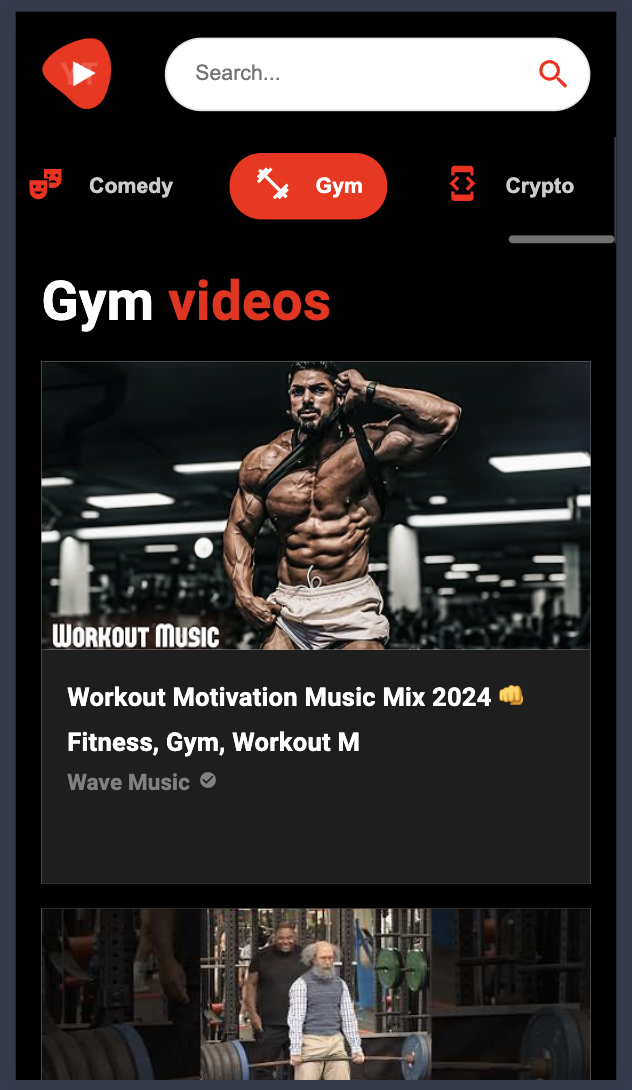 YT
Search...
Comedy
Gym
Crypto
Gym videos
WORKOUT MUSIC
Workout Motivation Music Mix 2024 👊
Fitness, Gym, Workout M
Wave Music